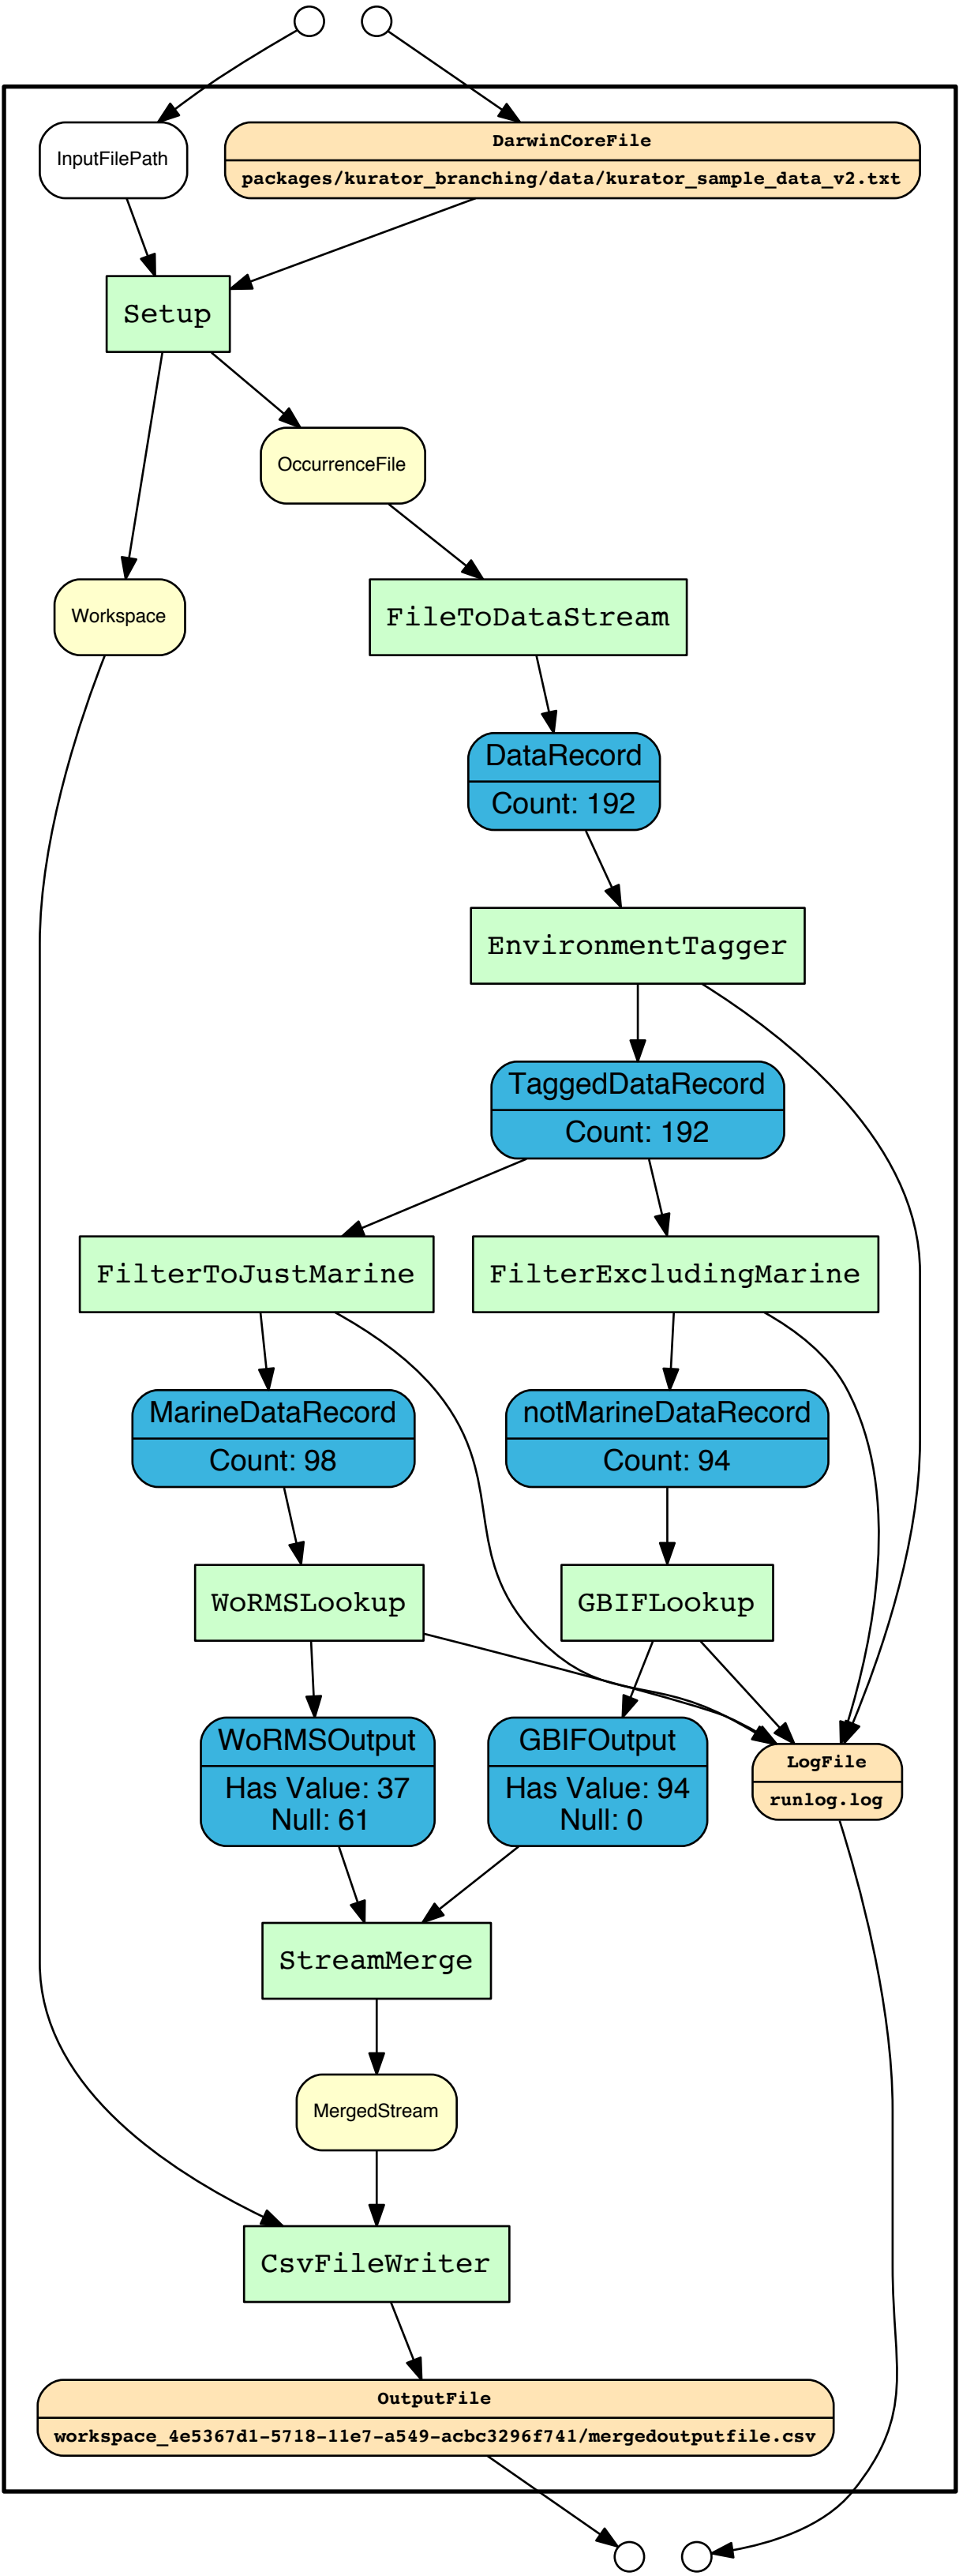 InputFilePath
DarwinCoreFile
packages/kurator_branching/data/kurator_sample_data_v2.txt
Setup
OccurrenceFile
Workspace
FileToDataStream
DataRecord
Count: 192
EnvironmentTagger
TaggedDataRecord
Count: 192
FilterToJustMarine
FilterExcludingMarine
MarineDataRecord
Count: 98
notMarineDataRecord
Count: 94
WoRMSLookup
GBIFLookup
WoRMSOutput
Has Value: 37
Null: 61
GBIFOutput
Has Value: 94
Null: 0
LogFile
runlog.log
StreamMerge
MergedStream
CsvFileWriter
OutputFile
workspace_4e5367d1-5718-11e7-a549-acbc3296f741/mergedoutputfile.csv